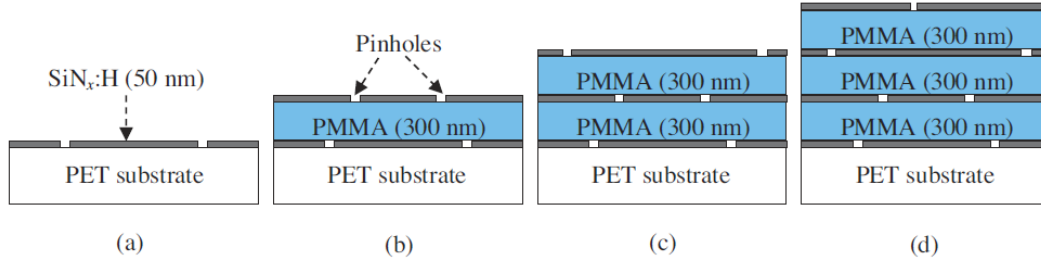 SiNx:H (50 nm)
PET substrate
(a)
Pinholes
PMMA (300 nm)
PET substrate
(b)
PMMA (300 nm)
PMMA (300 nm)
PET substrate
(c)
PMMA (300 nm)
PMMA (300 nm)
PMMA (300 nm)
PET substrate
(d)